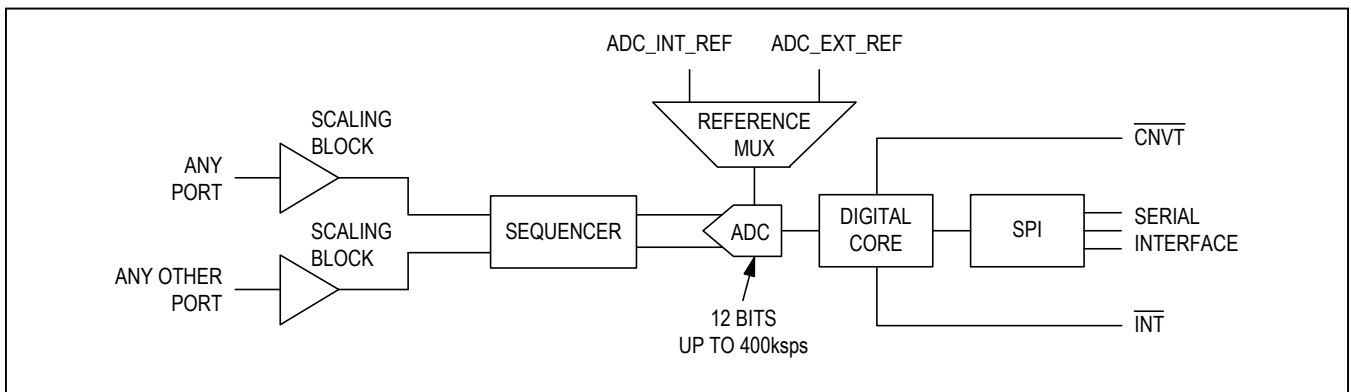 ADC_INT_REF
ADC_EXT_REF
SCALING
BLOCK
REFERENCE
MUX
CNVT
ANY
PORT
SCALING
BLOCK
SEQUENCER
ADC
DIGITAL
CORE
SPI
SERIAL
INTERFACE
ANY OTHER
PORT
12 BITS
UP TO 400ksps
INT